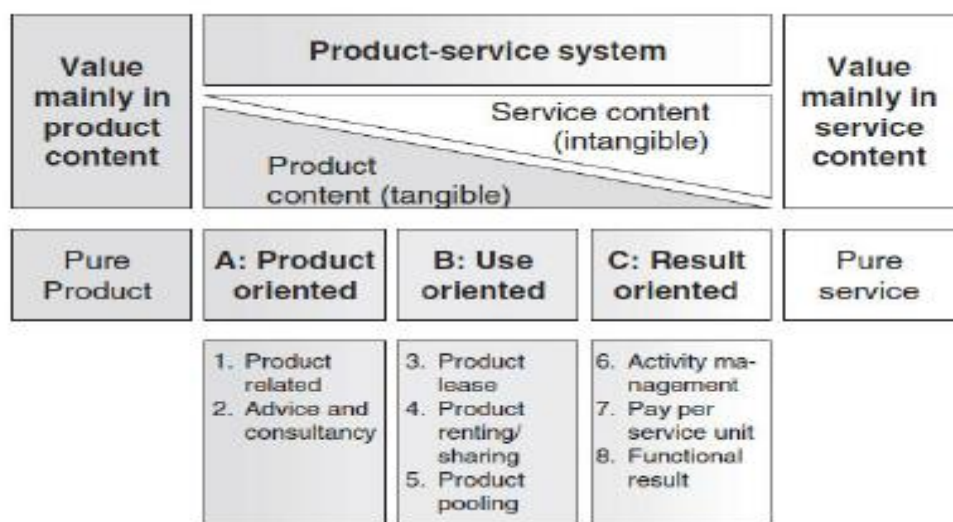 Value
mainly in
product
content
Product-service system
Service content
(intangible)
Product
content (tangible)
Value
mainly in
service
content
Pure
Product
A: Product
oriented
B: Use
oriented
C: Result
oriented
Pure
service
1. Product
related
2. Advice and
consultancy
3. Product
lease
4. Product
renting/
sharing
5. Product
pooling
6. Activity ma-
nagement
7. Pay per
service unit
8. Functional
result